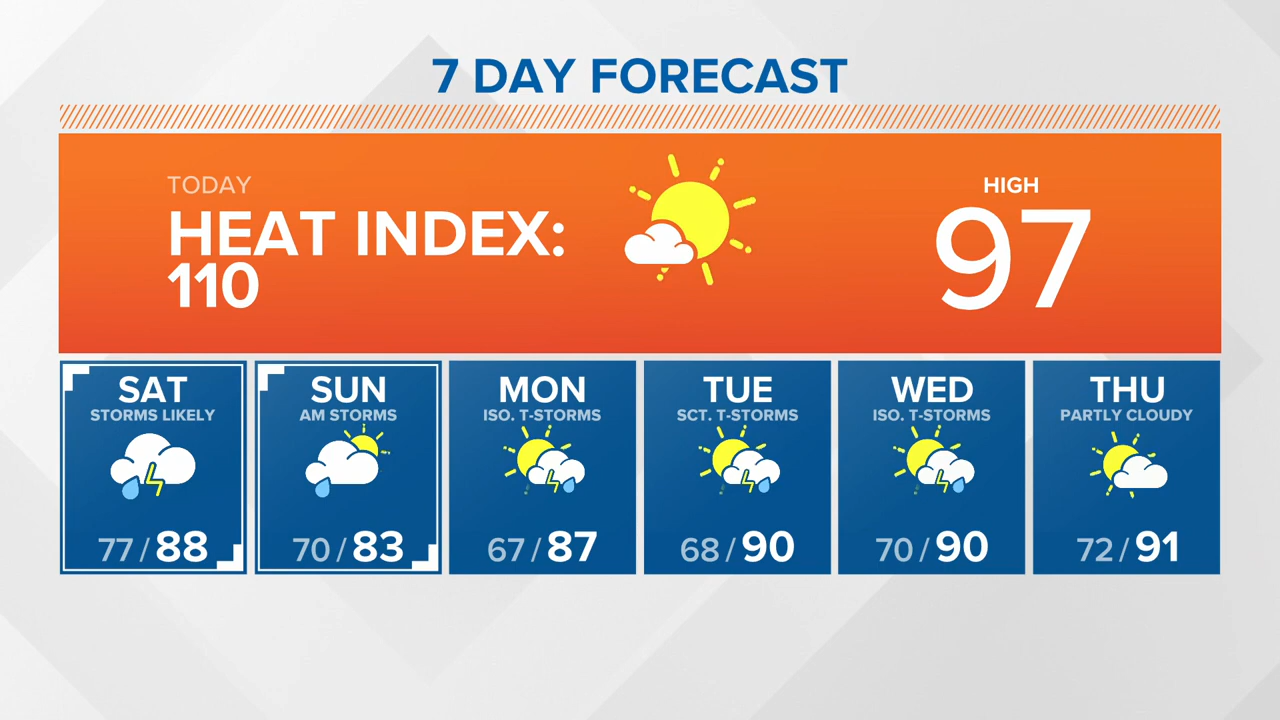 7 DAY FORECAST
TODAY
HEAT INDEX:
110
HIGH
97
SAT
STORMS LIKELY
77 / 88
SUN
AM STORMS
70 / 83
MON
ISO. T-STORMS
67 / 87
TUE
SCT. T-STORMS
68 / 90
WED
ISO. T-STORMS
70 / 90
THU
PARTLY CLOUDY
72 / 91